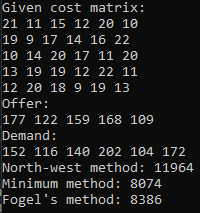 Given cost matrix:
21 11 15 12 20 10
19 9 17 14 16 22
10 14 20 17 11 20
13 19 19 12 22 11
12 20 18 9 19 13
Offer:
177 122 159 168 109
Demand:
152 116 140 202 104 172
North-west method: 11964
Minimum method: 8074
Fogel's method: 8386